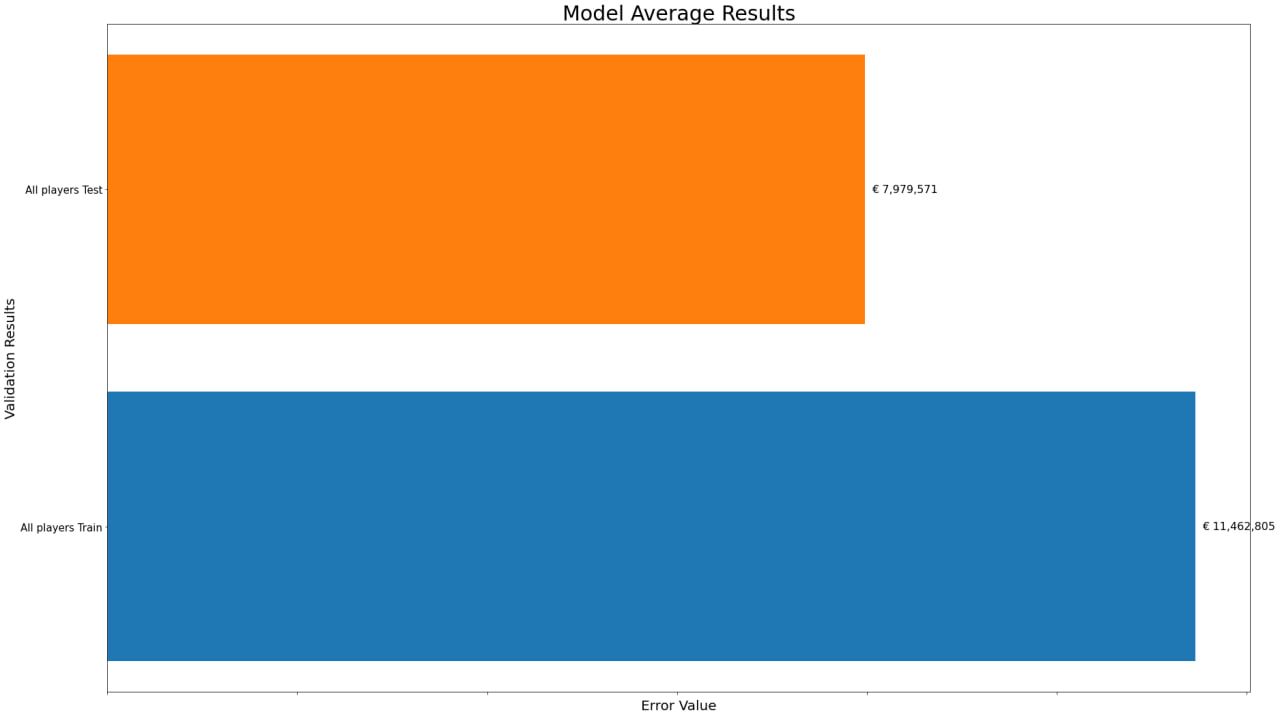 Model Average Results
All players Test
€ 7,979,571
Validation Results
All players Train
€ 11,462,805
Error Value